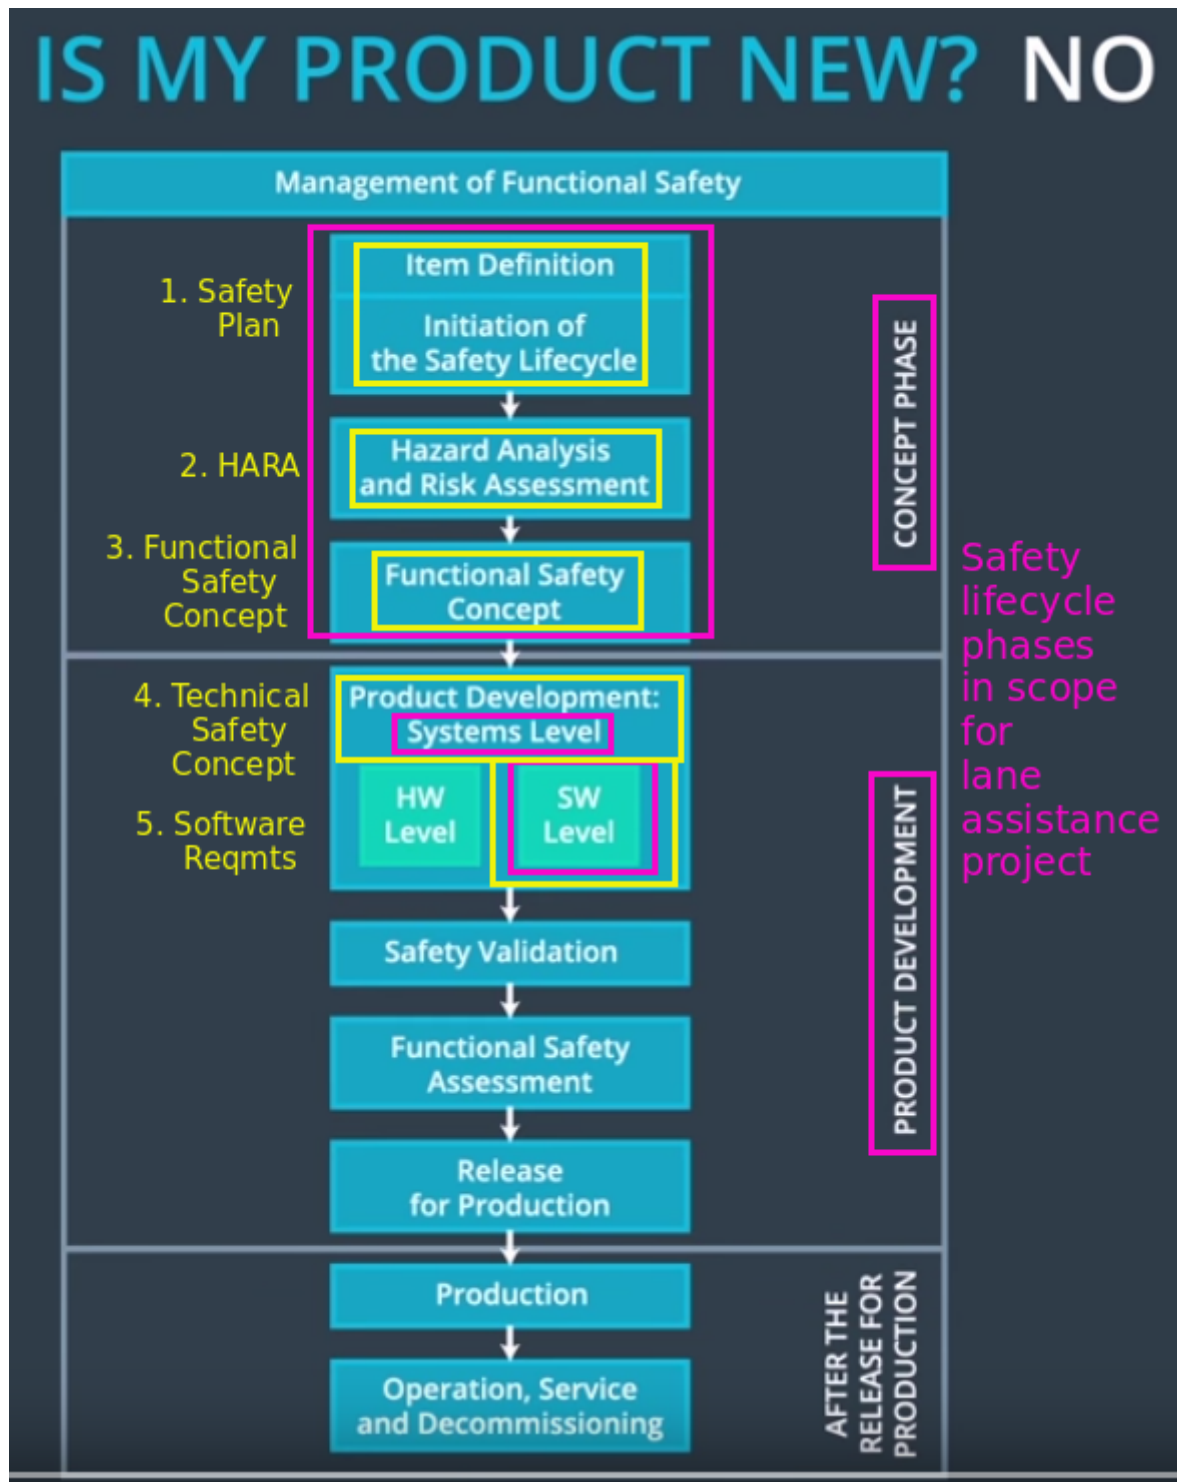 IS MY PRODUCT NEW? NO
Management of Functional Safety
1. Safety
Plan
Item Definition
Initiation of
the Safety Lifecycle
2. HARA
Hazard Analysis
and Risk Assessment
3. Functional
Safety
Concept
Functional Safety
Concept
CONCEPT PHASE
Safety
lifecycle
phases
in scope
for
lane
assistance
project
4. Technical
Safety
Concept
Product Development:
Systems Level
5. Software
Reqmts
HW
Level
SW
Level
Safety Validation
Functional Safety
Assessment
Release
for Production
PRODUCT DEVELOPMENT
Production
Operation, Service
and Decommissioning
AFTER THE
RELEASE FOR
PRODUCTION